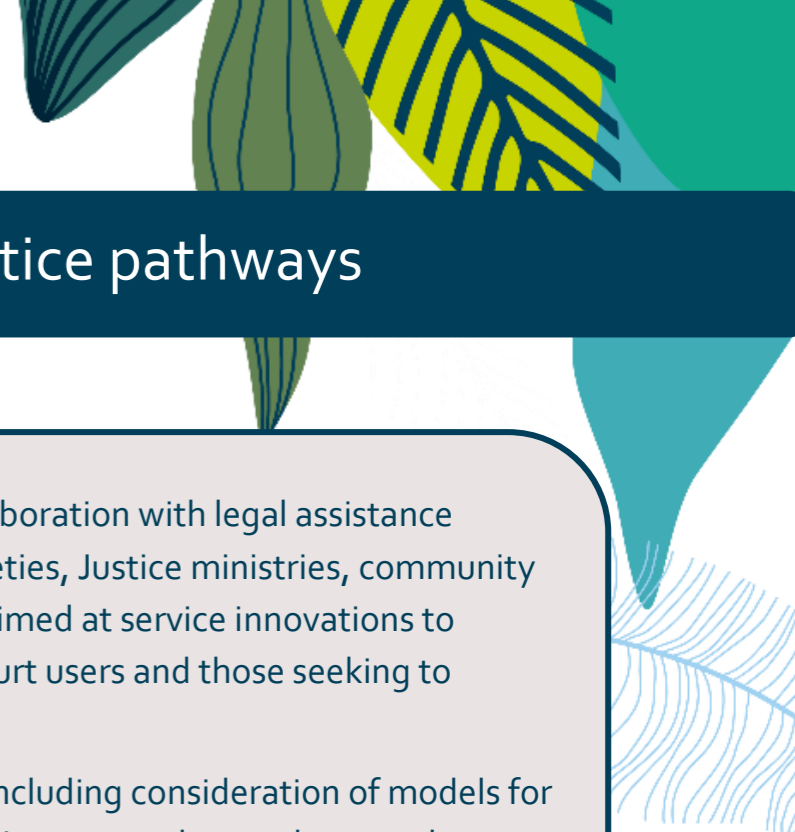 tice pathways
boration with legal assistance
eties, Justice ministries, community
imed at service innovations to
urt users and those seeking to
ncluding consideration of models for